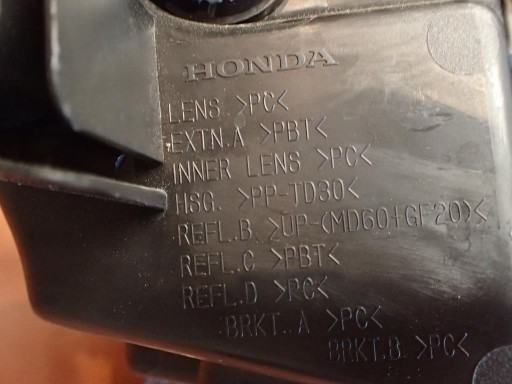 HONDA
LENS >PC<
EXTN.A >PBT<
INNER LENS >PC<
HSG. >PP-TD30<
REFL.B. >UP-(MD60+GF20)<
REFL.C >PBT<
REFL.D >PC<
BRKT..A >PC<
BRKT.B. >PC<